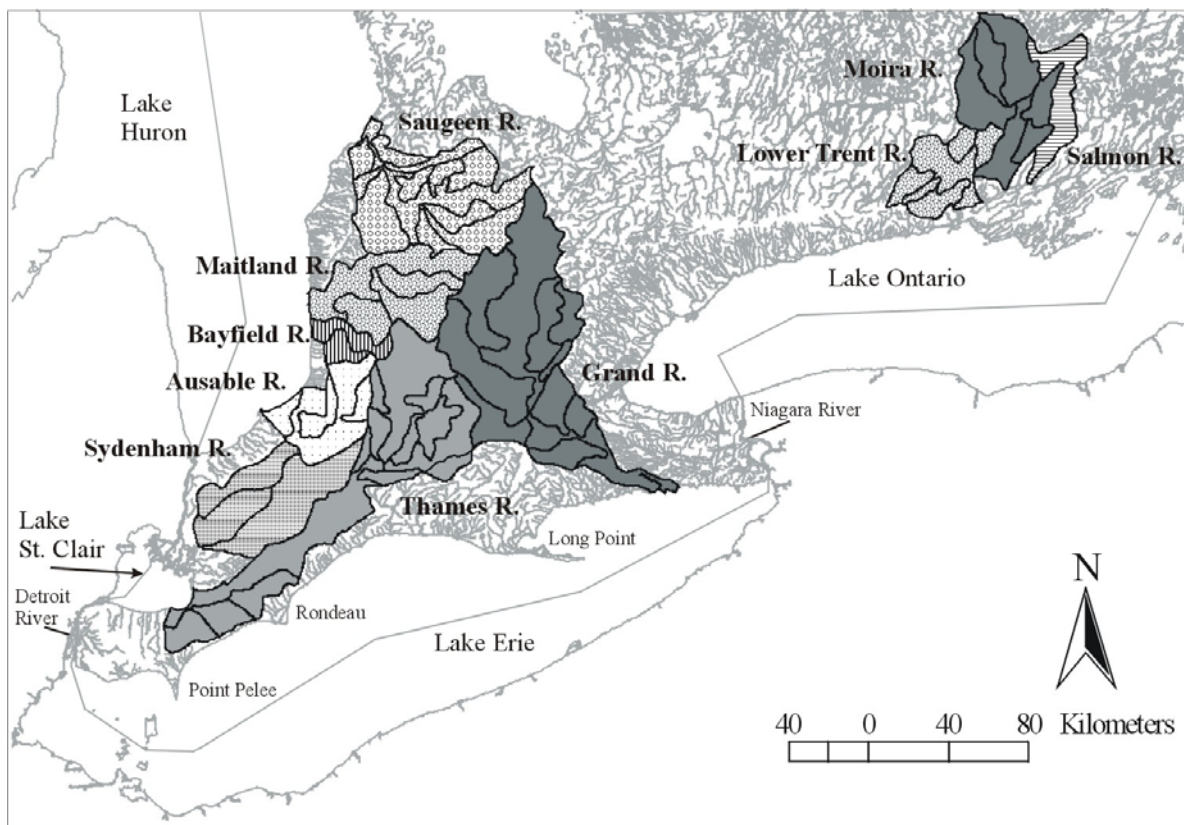 Moira R.
Lake
Huron
Saugeen R.
Lower Trent R.
Salmon R.
Maitland R.
Lake Ontario
Bayfield R.
Ausable R.
Grand R.
Niagara River
Sydenham R.
Thames R.
Lake
St. Clair
Long Point
Detroit
River
Rondeau
N
Lake Erie
Point Pelee
40 0 40 80 Kilometers